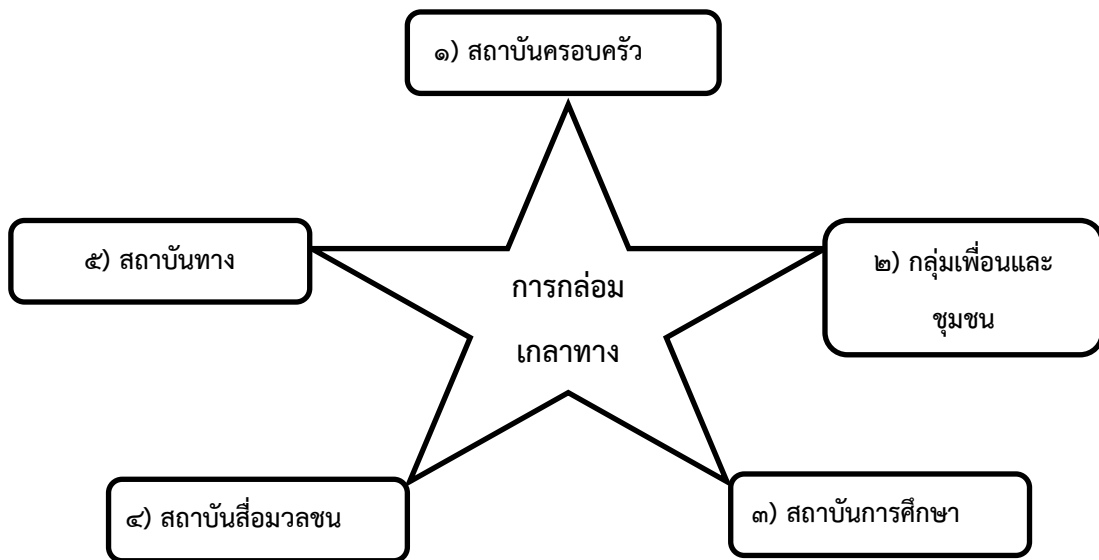 ๑) สถาบันครอบครัว
๕) สถาบันทาง
๒) กลุ่มเพื่อนและ
ชุมชน
การกล่อม
เกลาทาง
๔) สถาบันสื่อมวลชน
๓) สถาบันการศึกษา